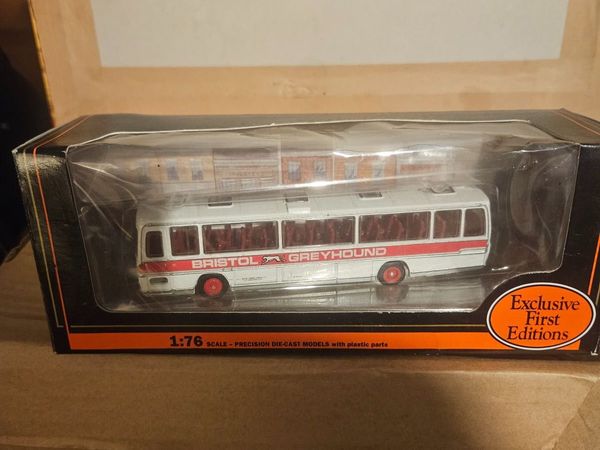 BRISTOL GREYHOUND
1:76 SCALE – PRECISION DIE-CAST MODELS with plastic parts
Exclusive
First
Editions